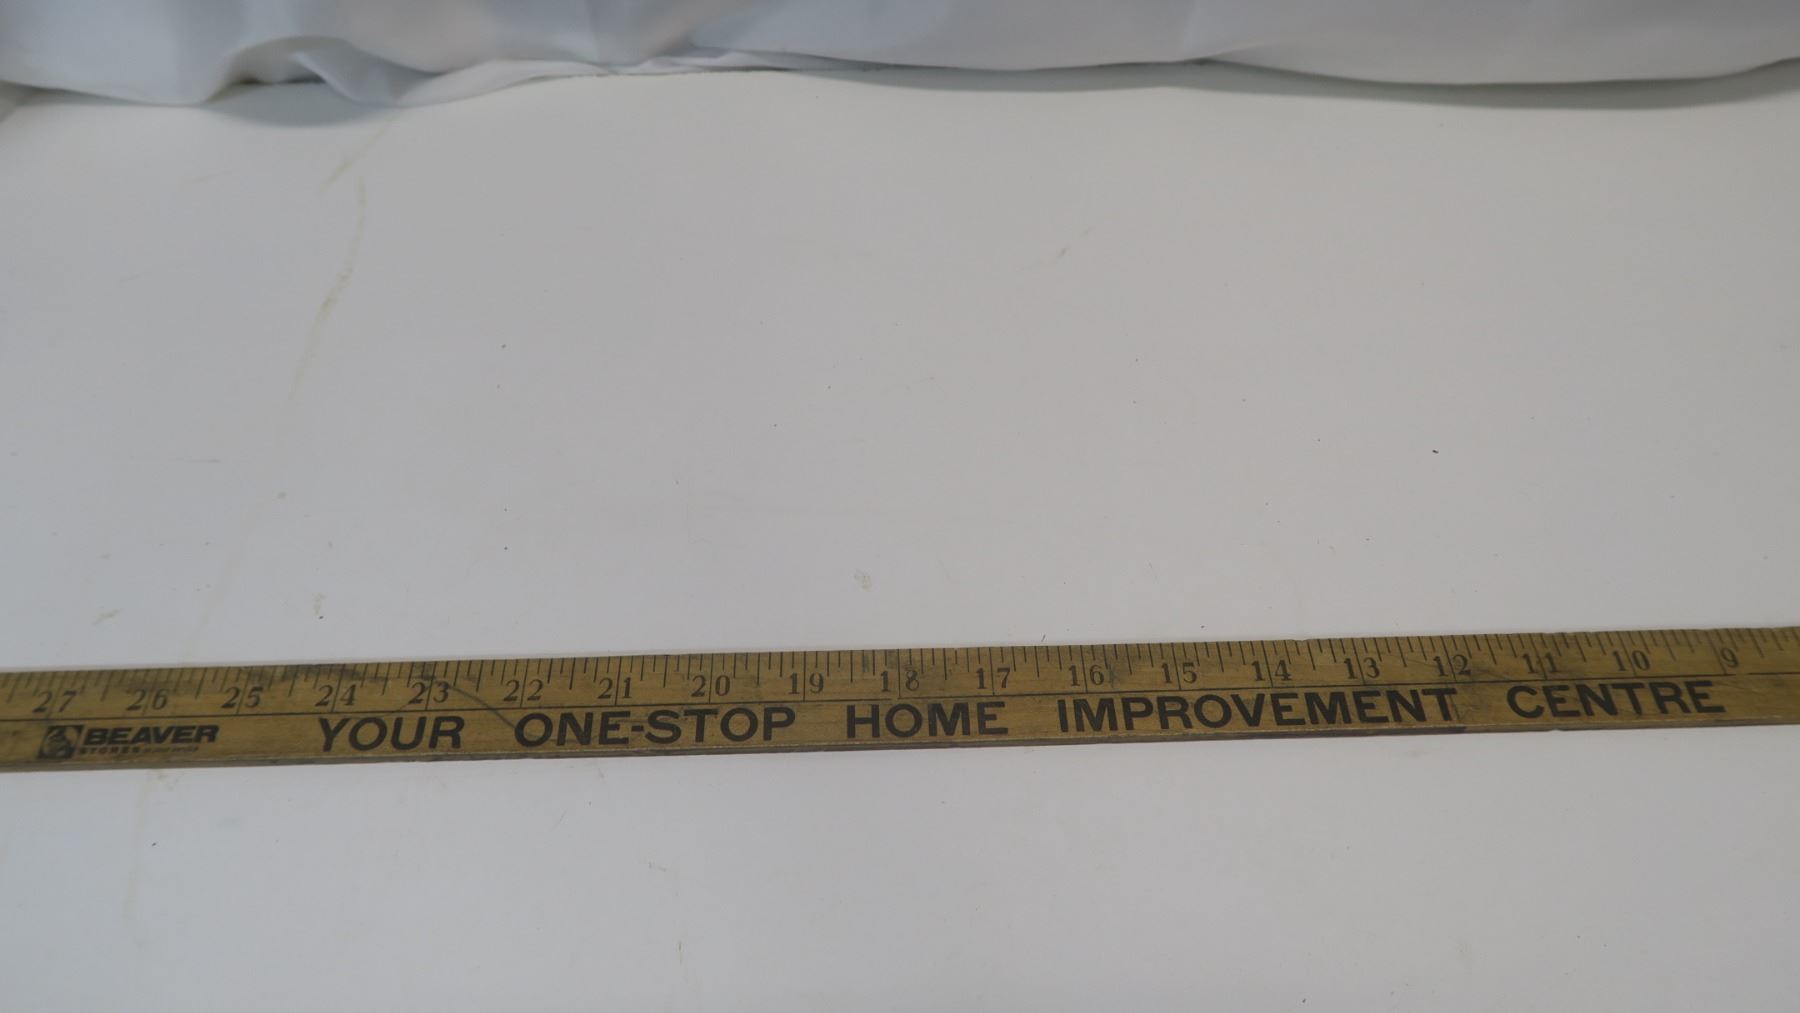 27 26 25 24 23 22 21 20 19 18 17 16 15 14 13 12 11 10 9
BEAVER
STORES
YOUR ONE-STOP HOME IMPROVEMENT CENTRE